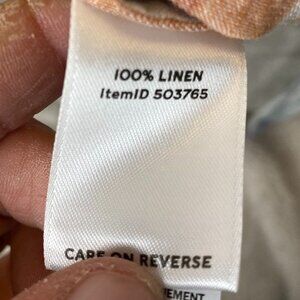 100% LINEN
ItemID 503765
CARE ON REVERSE